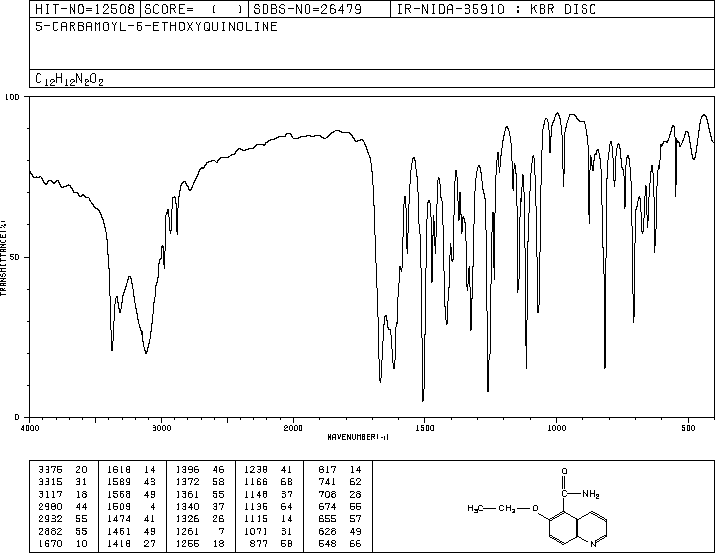 HIT-NO=12508 SCORE= ( ) SDBS-NO=26479 IR-NIDA-35910 : KBR DISC
5-CARBAMOYL-6-ETHOXYQUINOLINE
C12H12N2O2
100
50
0
TRANSMITTANCE(%)
4000 3000 2000 1500 1000 500
WAVENUMBER(-1)
3375 20 1618 14 1396 46 1238 41 817 14
3315 31 1589 43 1372 58 1166 68 741 62
3117 18 1568 49 1361 55 1148 37 708 28
2980 44 1509 4 1340 37 1136 64 674 55
2932 55 1474 41 1326 26 1115 14 655 57
2882 55 1461 49 1261 7 1071 31 628 49
1670 10 1418 27 1255 18 877 58 548 66
O
C NH2
H3C CH2 O
N